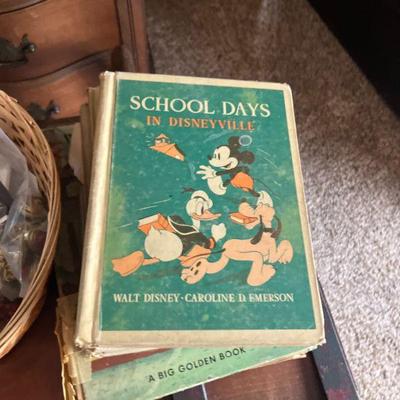 SCHOOL DAYS
IN DISNEYVILLE
WALT DISNEY · CAROLINE D. EMERSON
A BIG GOLDEN BOOK